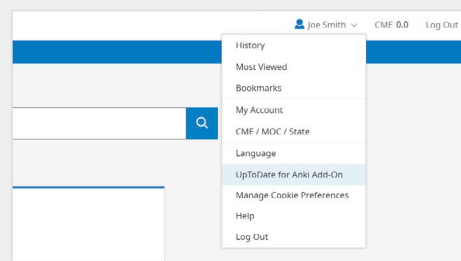 Joe Smith CME 0.0 Log Out
History
Most Viewed
Bookmarks
My Account
CME / MOC / State
Language
UpToDate for Anki Add-On
Manage Cookie Preferences
Help
Log Out